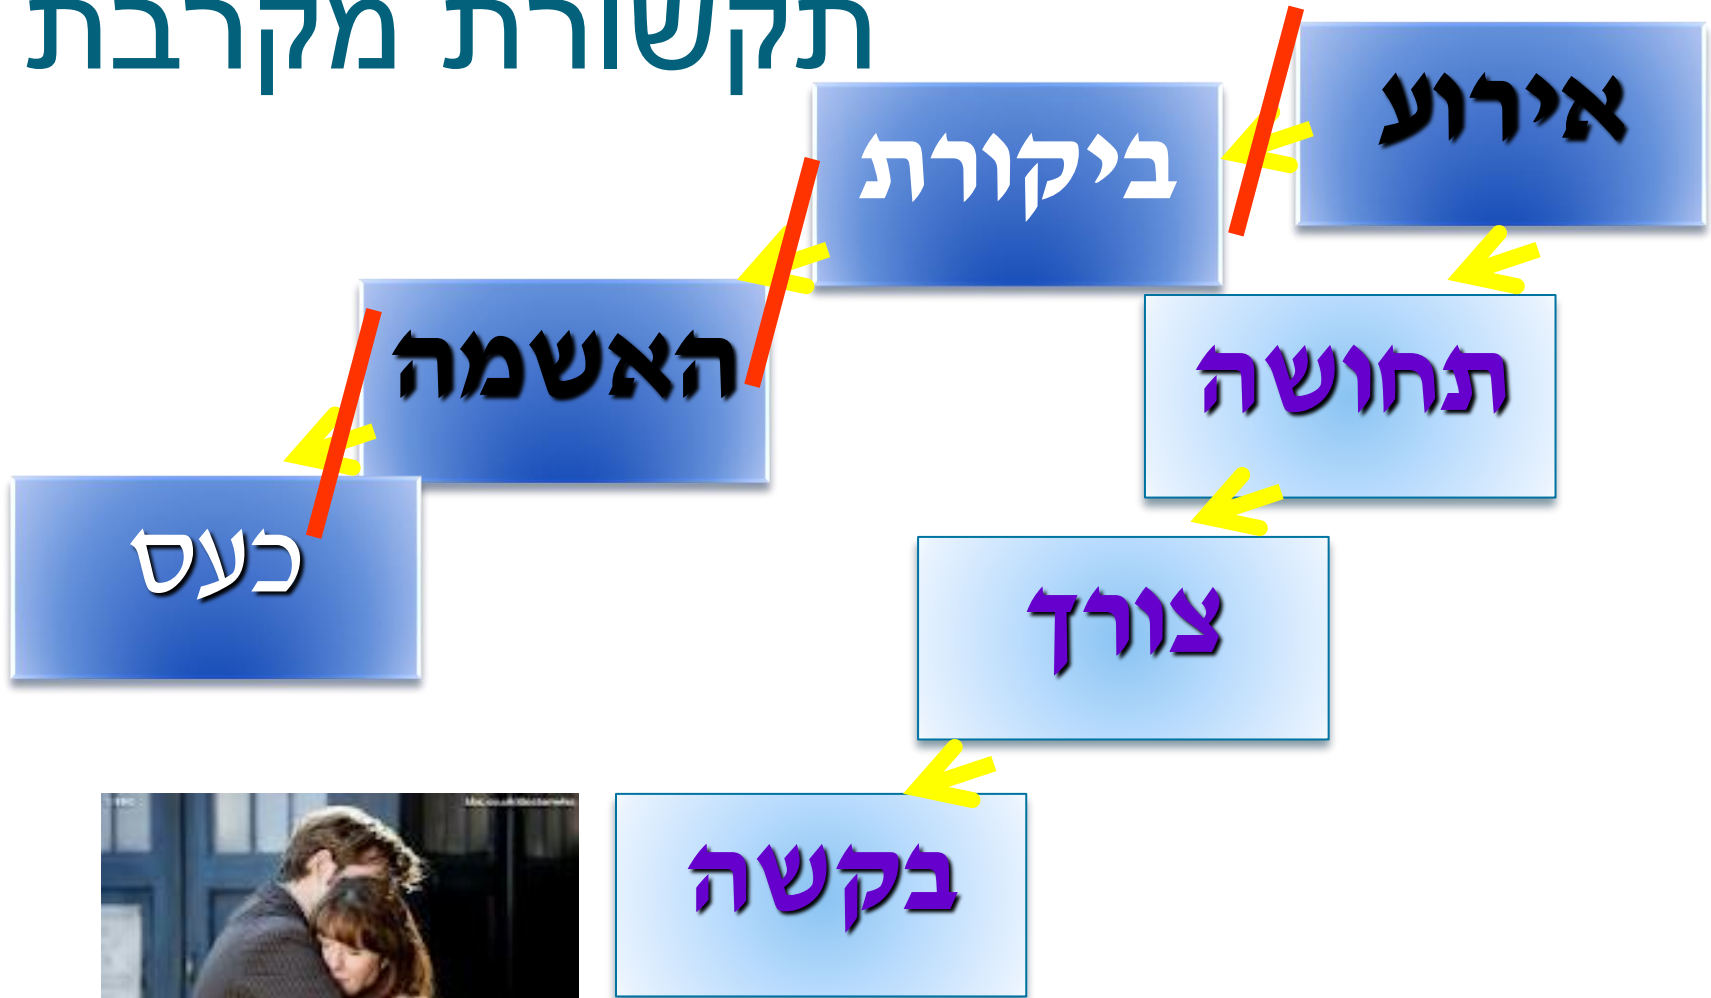 תקשורת מקרבת
אירוע
ביקורת
האשמה
כעס
תחושה
צורך
בקשה